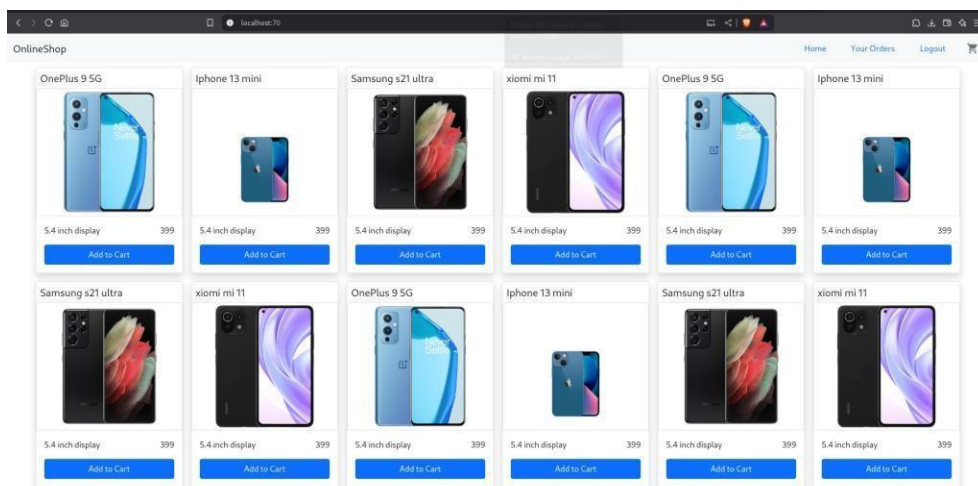 localhost:70
OnlineShop Home Your Orders Logout
OnePlus 9 5G Iphone 13 mini Samsung s21 ultra xiomi mi 11 OnePlus 9 5G Iphone 13 mini
Never Settle Never Settle
5.4 inch display 399 5.4 inch display 399 5.4 inch display 399 5.4 inch display 399 5.4 inch display 399 5.4 inch display 399
Add to Cart Add to Cart Add to Cart Add to Cart Add to Cart Add to Cart
Samsung s21 ultra xiomi mi 11 OnePlus 9 5G Iphone 13 mini Samsung s21 ultra xiomi mi 11
Never Settle
5.4 inch display 399 5.4 inch display 399 5.4 inch display 399 5.4 inch display 399 5.4 inch display 399 5.4 inch display 399
Add to Cart Add to Cart Add to Cart Add to Cart Add to Cart Add to Cart